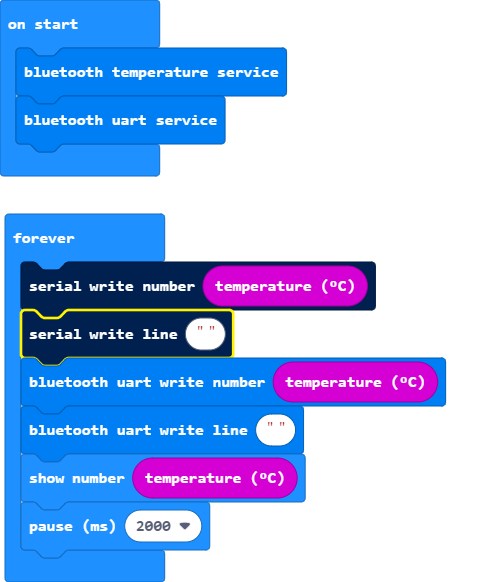 on start
bluetooth temperature service
bluetooth uart service
forever
serial write number temperature (ºC)
serial write line " "
bluetooth uart write number temperature (ºC)
bluetooth uart write line " "
show number temperature (ºC)
pause (ms) 2000